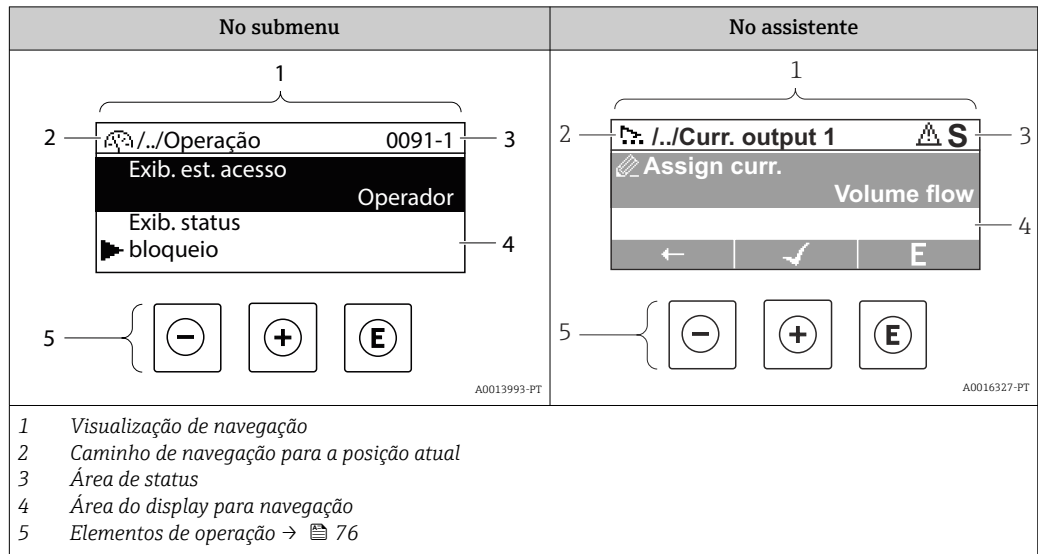 No submenu
No assistente
1
2
/../Operação 0091-1
3
Exib. est. acesso
Operador
Exib. status
bloqueio
4
5
- + E
A0013993-PT
1
2
/../Curr. output 1 S
3
Assign curr.
Volume flow
4
E
5
- + E
A0016327-PT
1 Visualização de navegação
2 Caminho de navegação para a posição atual
3 Área de status
4 Área do display para navegação
5 Elementos de operação → 76